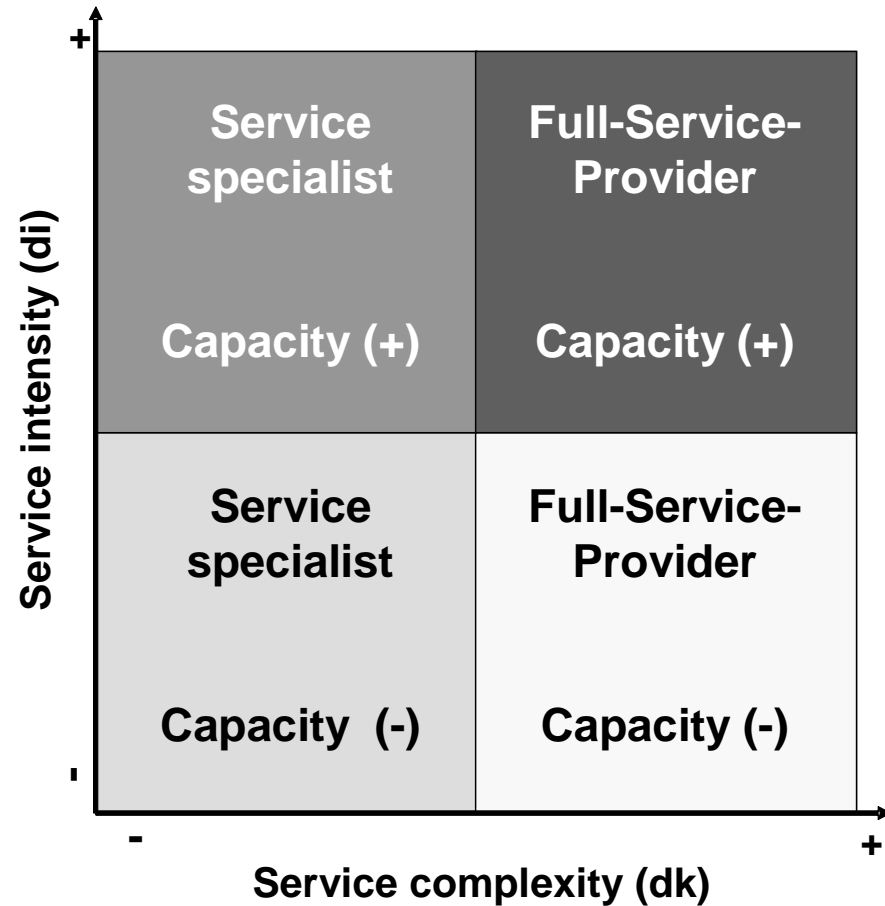 +
Service
specialist
Capacity (+)
Full-Service-
Provider
Capacity (+)
Service intensity (di)
Service
specialist
Capacity (-)
Full-Service-
Provider
Capacity (-)
-
-
+
Service complexity (dk)